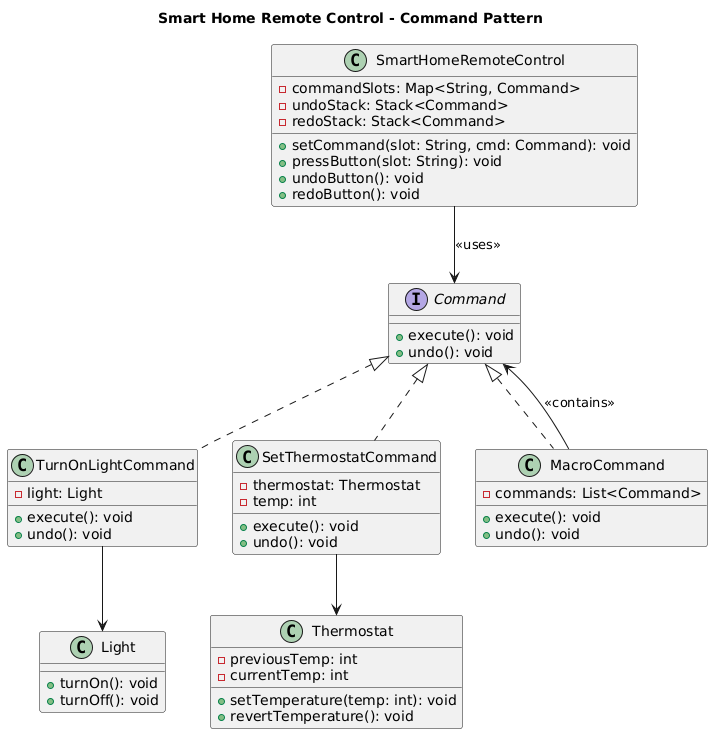 Smart Home Remote Control - Command Pattern
C SmartHomeRemoteControl
commandSlots: Map<String, Command>
undoStack: Stack<Command>
redoStack: Stack<Command>
setCommand(slot: String, cmd: Command): void
pressButton(slot: String): void
undoButton(): void
redoButton(): void
«uses»
I Command
execute(): void
undo(): void
«contains»
C TurnOnLightCommand
light: Light
execute(): void
undo(): void
C SetThermostatCommand
thermostat: Thermostat
temp: int
execute(): void
undo(): void
C MacroCommand
commands: List<Command>
execute(): void
undo(): void
C Light
turnOn(): void
turnOff(): void
C Thermostat
previousTemp: int
currentTemp: int
setTemperature(temp: int): void
revertTemperature(): void